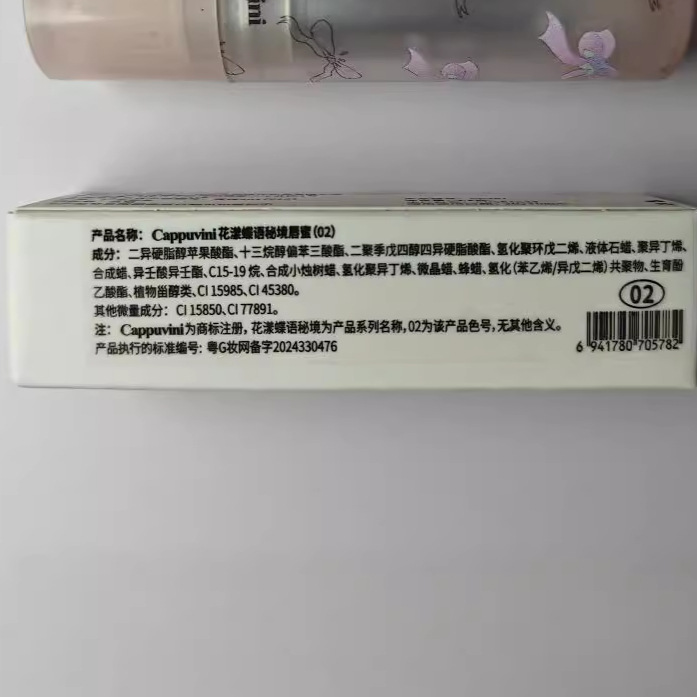 ini
产品名称： Cappuvini 花漾蝶语秘境唇蜜(02)
成分：二异硬脂醇苹果酸酯、十三烷醇偏苯三酸酯、二聚季戊四醇四异硬脂酸酯、氢化聚环戊二烯、液体石蜡、聚异丁烯、
合成蜡、异壬酸异壬酯、C15-19 烷、合成小烛树蜡、氢化聚异丁烯、微晶蜡、蜂蜡、氢化(苯乙烯/异戊二烯)共聚物、生育酚
乙酸酯、植物甾醇类、CI 15985、CI 45380。
其他微量成分： CI 15850、CI 77891。
注： Cappuvini为商标注册，花漾蝶语秘境为产品系列名称，02为该产品色号，无其他含义。
产品执行的标准编号: 粤G妆网备字2024330476
02
6 941780 705782